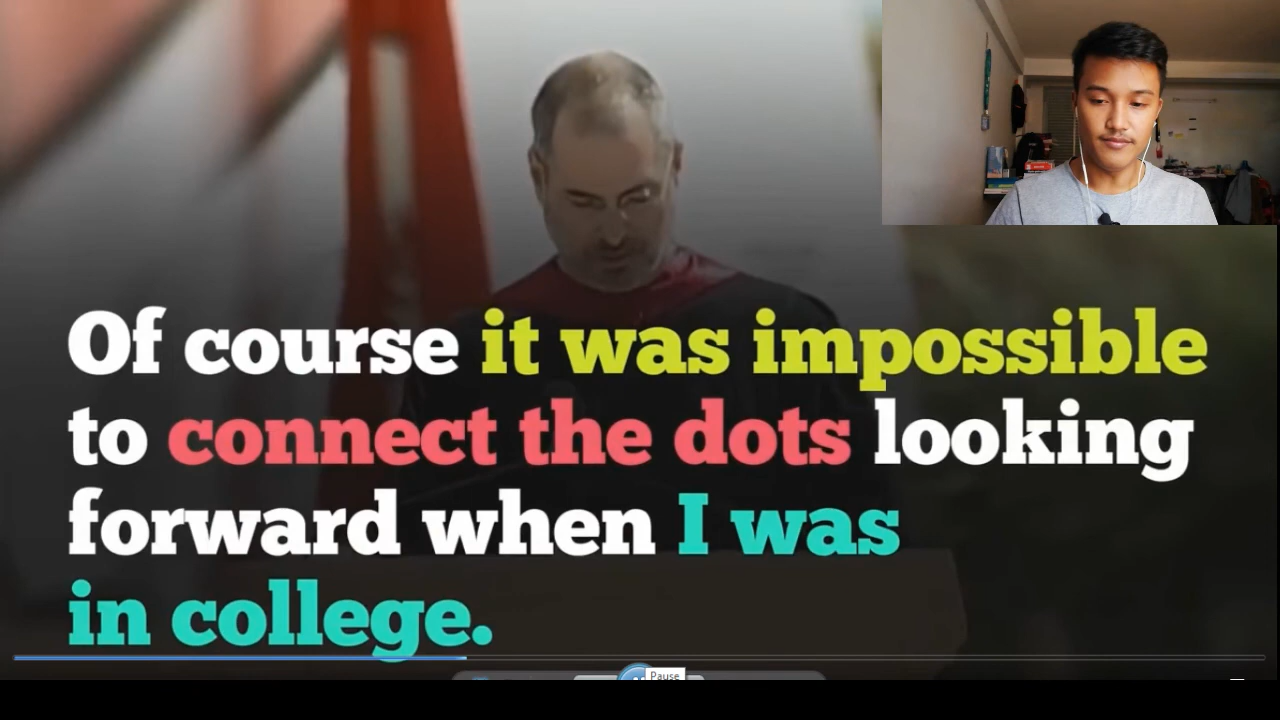 Of course it was impossible
to connect the dots looking
forward when I was
in college.
Pause